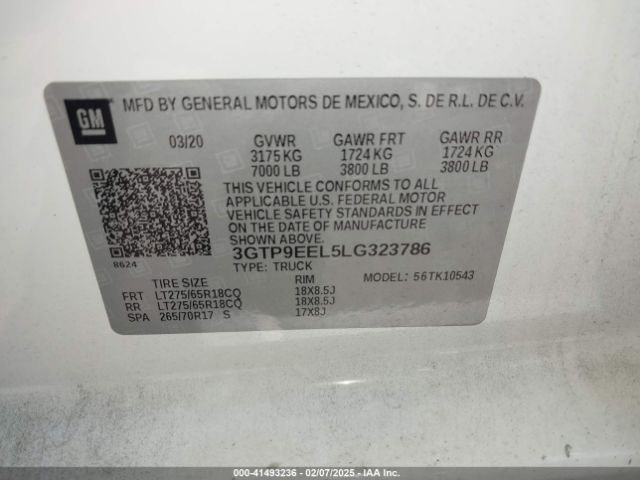 GM
MFD BY GENERAL MOTORS DE MEXICO, S. DE R.L. DE C.V.
03/20 GVWR GAWR FRT GAWR RR
3175 KG 1724 KG 1724 KG
7000 LB 3800 LB 3800 LB
THIS VEHICLE CONFORMS TO ALL
APPLICABLE U.S. FEDERAL MOTOR
VEHICLE SAFETY STANDARDS IN EFFECT
ON THE DATE OF MANUFACTURE
SHOWN ABOVE.
8624 3GTP9EEL5LG323786
TYPE: TRUCK MODEL: 56TK10543
TIRE SIZE RIM
FRT LT275/65R18CQ 18X8.5J
RR LT275/65R18CQ 18X8.5J
SPA 265/70R17 S 17X8J
000-41493236 - 02/07/2025 - IAA Inc.